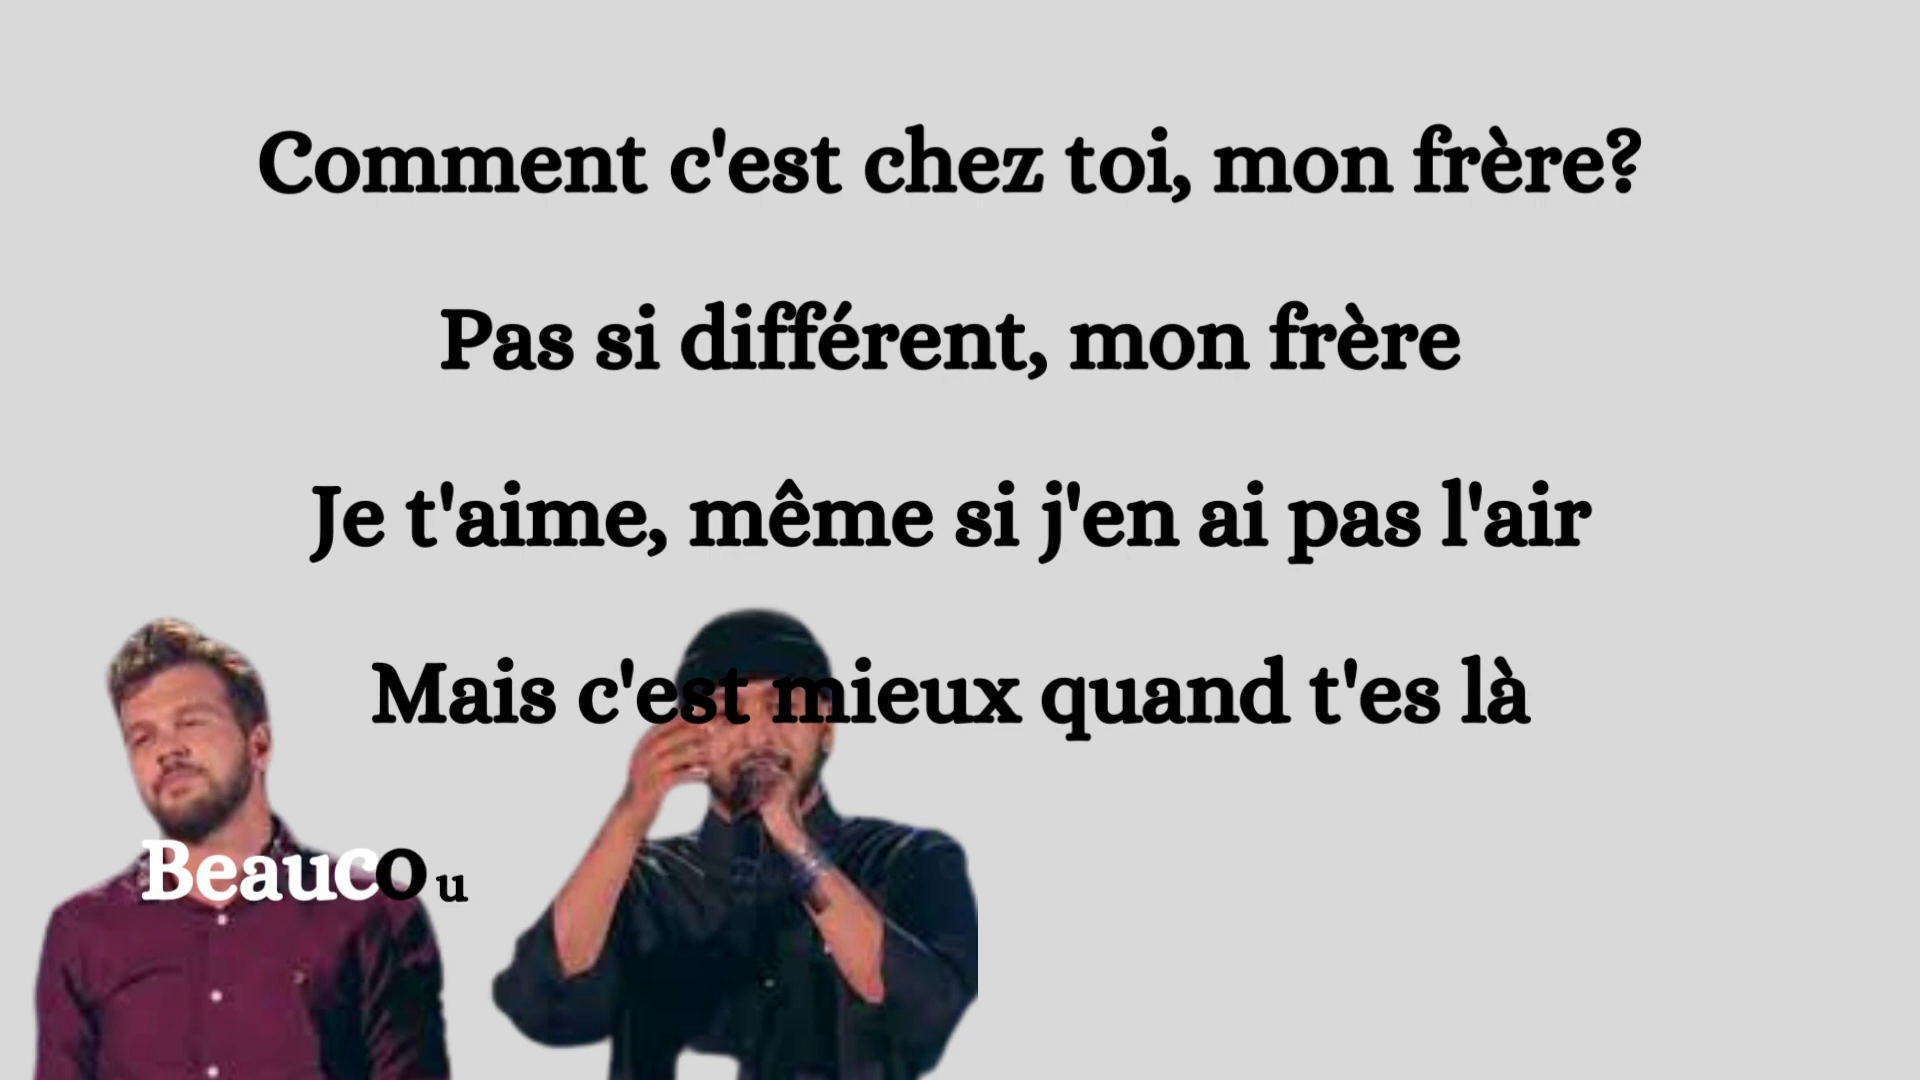 Comment c'est chez toi, mon frère?
Pas si différent, mon frère
Je t'aime, même si j'en ai pas l'air
Mais c'est mieux quand t'es là
Beaucou